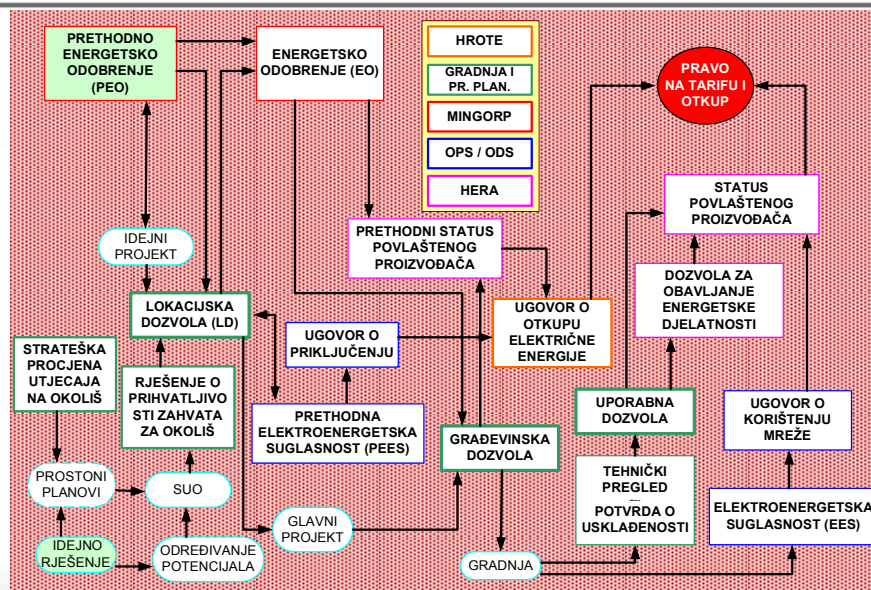 PRETHODNO
ENERGETSKO
ODOBRENJE
(PEO)
ENERGETSKO
ODOBRENJE (EO)
HROTE
GRADNJA I
PR. PLAN.
MINGORP
OPS / ODS
HERA
PRAVO
NA TARIFU I
OTKUP
STATUS
POVLAŠTENOG
PROIZVOĐAČA
PRETHODNI STATUS
POVLAŠTENOG
PROIZVOĐAČA
IDEJNI
PROJEKT
DOZVOLA ZA
OBAVLJANJE
ENERGETSKE
DJELATNOSTI
LOKACIJSKA
DOZVOLA (LD)
UGOVOR O
PRIKLJUČENJU
UGOVOR O
OTKUPU
ELEKTRIČNE
ENERGIJE
STRATEŠKA
PROCJENA
UTJECAJA
NA OKOLIŠ
RJEŠENJE O
PRIHVATLJIVO
STI ZAHVATA
ZA OKOLIŠ
PRETHODNA
ELEKTROENERGETSKA
SUGLASNOST (PEES)
GRAĐEVINSKA
DOZVOLA
UPORABNA
DOZVOLA
UGOVOR O
KORIŠTENJU
MREŽE
PROSTONI
PLANOVI
SUO
TEHNIČKI
PREGLED
–
POTVRDA O
USKLAĐENOSTI
ELEKTROENERGETSKA
SUGLASNOST (EES)
GLAVNI
PROJEKT
IDEJNO
RJEŠENJE
ODREĐIVANJE
POTENCIJALA
GRADNJA